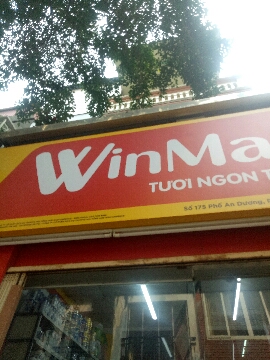 WinMa
TƯƠI NGON T
Số 175 Phố An Dương,